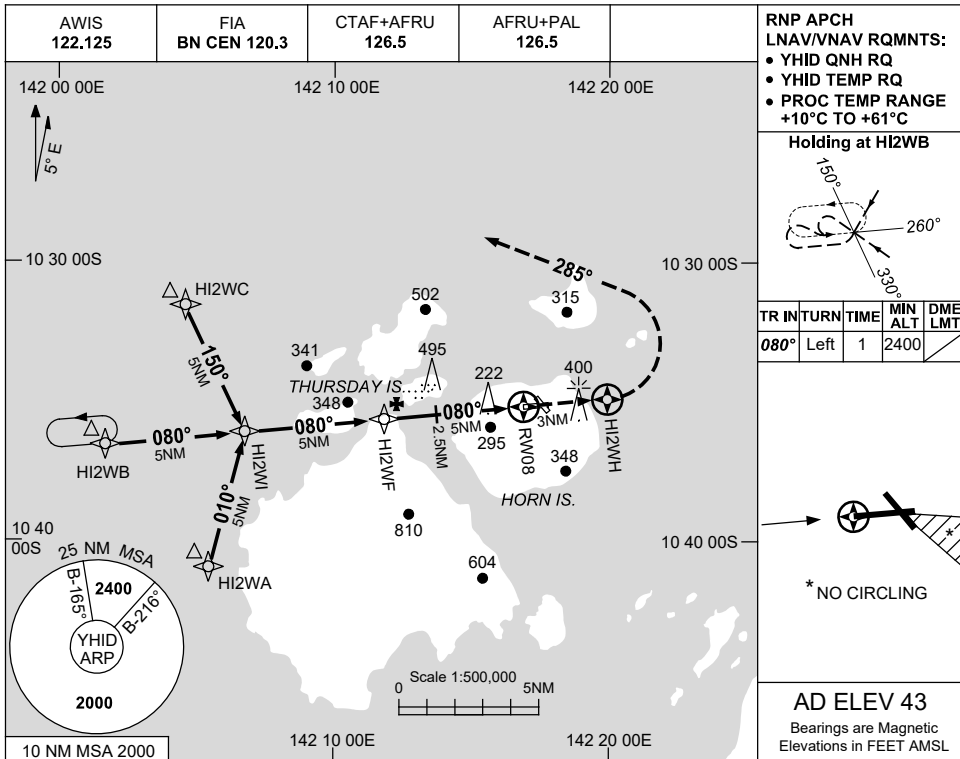 AWIS
122.125
FIA
BN CEN 120.3
CTAF+AFRU
126.5
AFRU+PAL
126.5
RNP APCH
LNAV/VNAV RQMNTS:
• YHID QNH RQ
• YHID TEMP RQ
• PROC TEMP RANGE
+10°C TO +61°C
142 00 00E
142 10 00E
142 20 00E
5° E
Holding at HI2WB
150°
260°
330°
TR IN TURN TIME MIN ALT DME LMT
080° Left 1 2400
10 30 00S
10 30 00S
HI2WC
285°
502
315
150°
5NM
341
495
THURSDAY IS.
348
222
400
080°
5NM
HI2WB
HI2WI
080°
5NM
HI2WF
080°
5NM
2.5NM
295
RW08
3NM
HI2WH
348
HORN IS.
010°
5NM
HI2WA
810
604
10 40
00S
10 40 00S
25 NM MSA
B-165°
2400
B-216°
YHID
ARP
2000
10 NM MSA 2000
Scale 1:500,000
0 5NM
142 10 00E
142 20 00E
*
* NO CIRCLING
AD ELEV 43
Bearings are Magnetic
Elevations in FEET AMSL